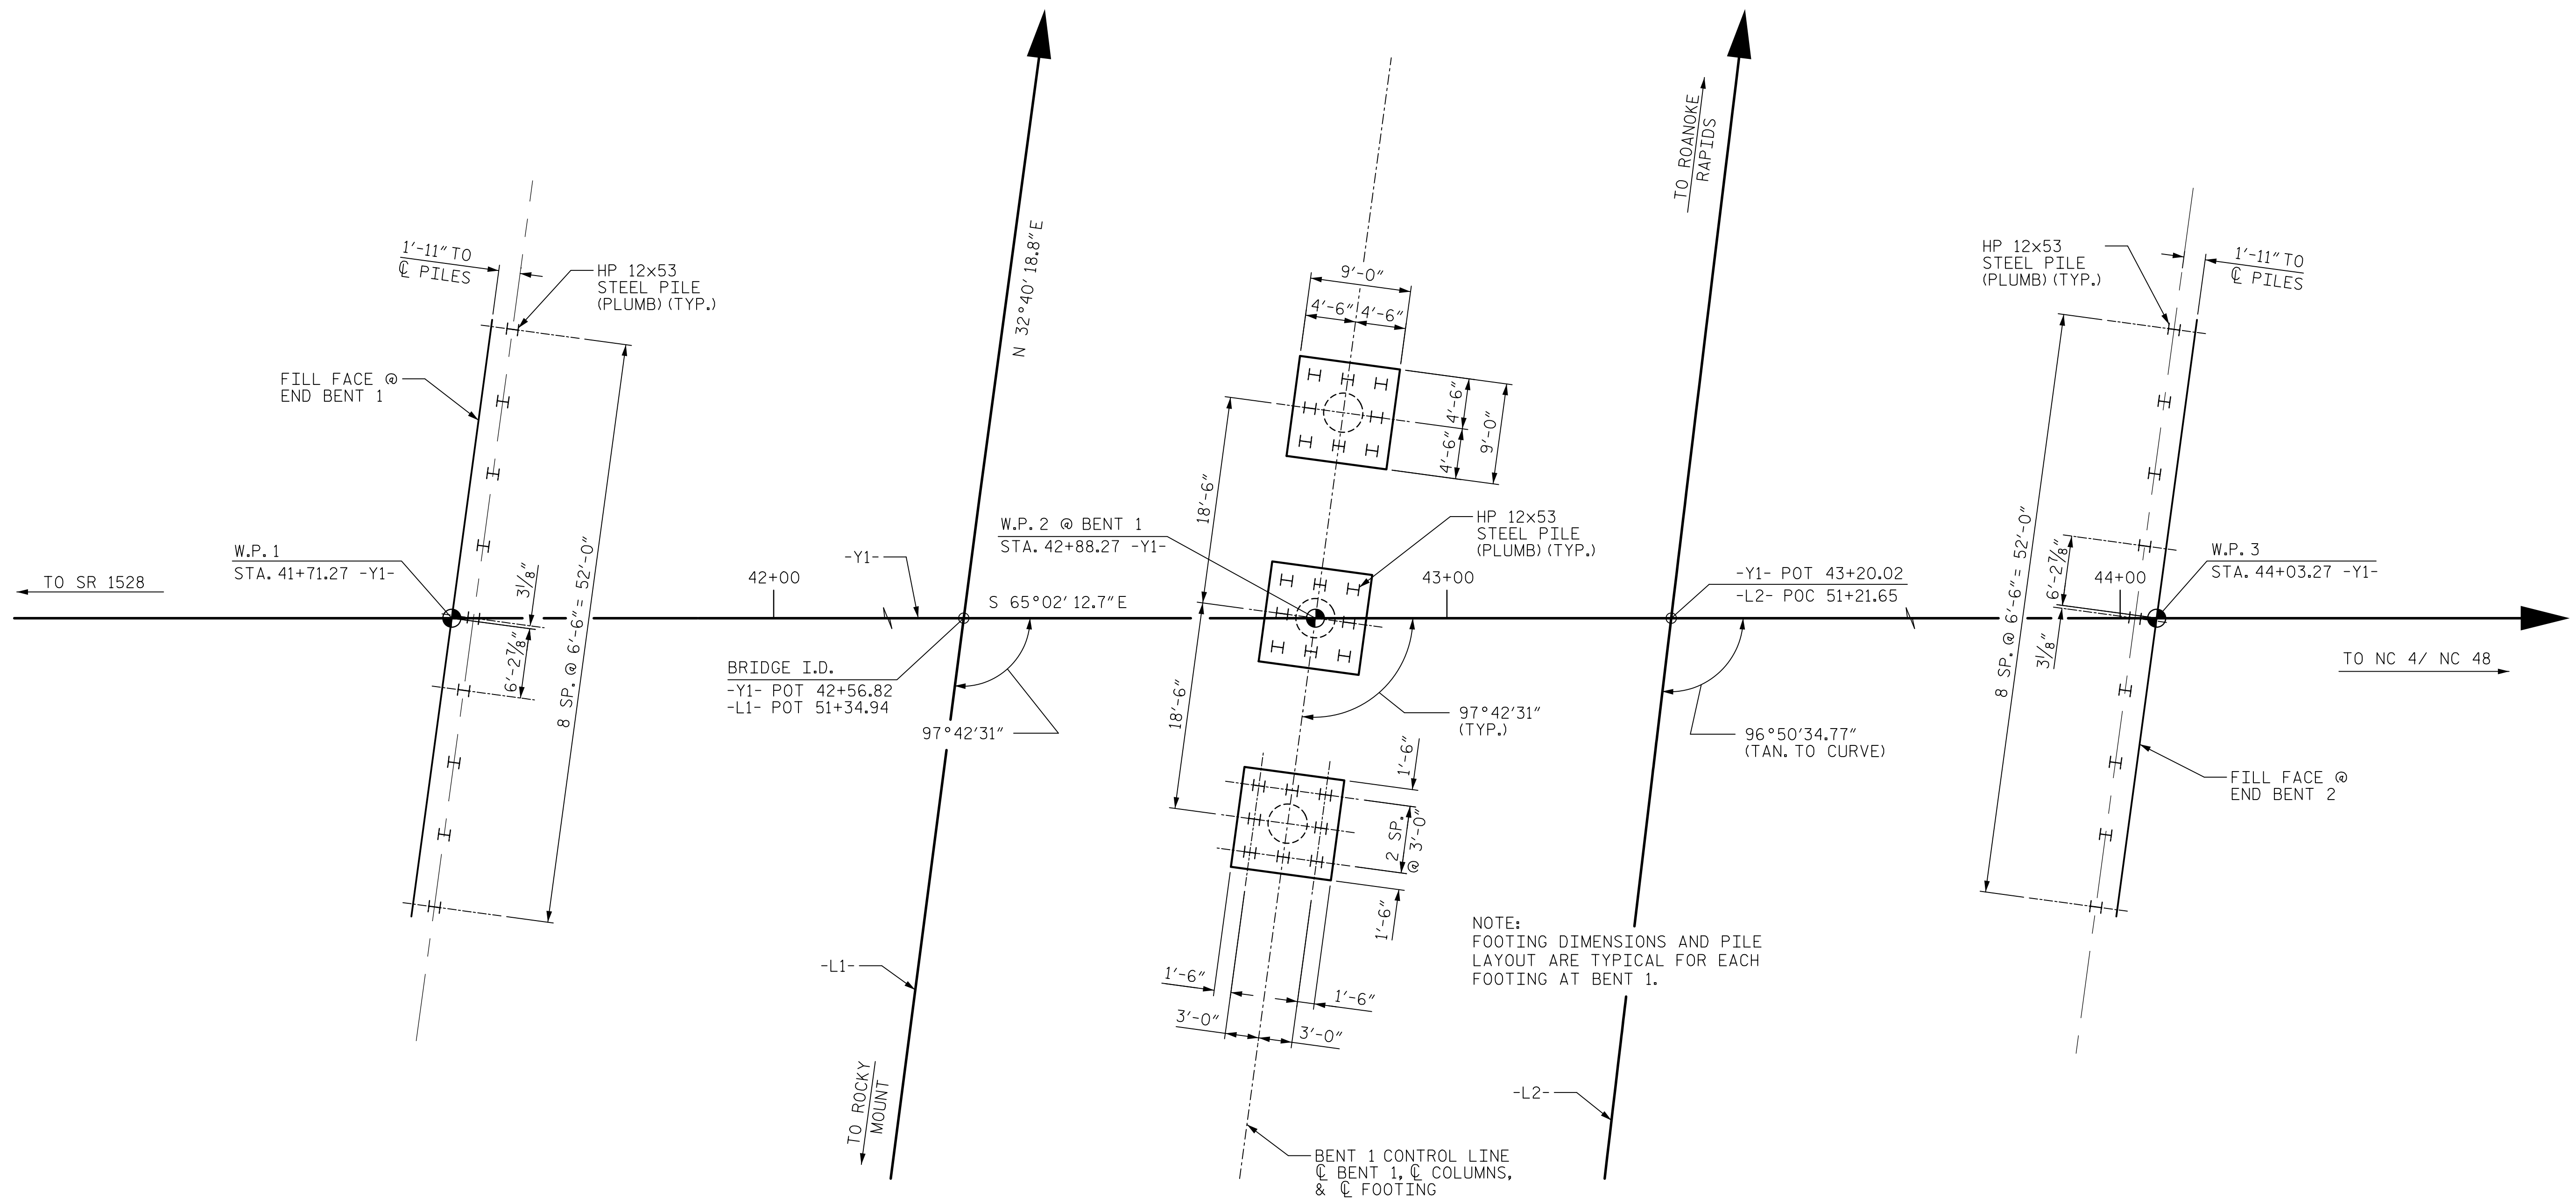 1'-11" TO
℄ PILES
HP 12x53
STEEL PILE
(PLUMB) (TYP.)
FILL FACE @
END BENT 1
W.P. 1
STA. 41+71.27 -Y1-
TO SR 1528
3⅛"
6'-2⅞"
8 SP. @ 6'-6" = 52'-0"
42+00
-Y1-
N 32°40'18.8"E
S 65°02'12.7"E
BRIDGE I.D.
-Y1- POT 42+56.82
-L1- POT 51+34.94
97°42'31"
-L1-
TO ROCKY
MOUNT
W.P. 2 @ BENT 1
STA. 42+88.27 -Y1-
9'-0"
4'-6"
4'-6"
4'-6"
4'-6"
9'-0"
18'-6"
18'-6"
HP 12x53
STEEL PILE
(PLUMB) (TYP.)
43+00
97°42'31"
(TYP.)
1'-6"
2 SP.
@ 3'-0"
1'-6"
1'-6"
1'-6"
3'-0"
3'-0"
NOTE:
FOOTING DIMENSIONS AND PILE
LAYOUT ARE TYPICAL FOR EACH
FOOTING AT BENT 1.
BENT 1 CONTROL LINE
℄ BENT 1, ℄ COLUMNS,
& ℄ FOOTING
TO ROANOKE
RAPIDS
-Y1- POT 43+20.02
-L2- POC 51+21.65
96°50'34.77"
(TAN. TO CURVE)
-L2-
HP 12x53
STEEL PILE
(PLUMB) (TYP.)
1'-11" TO
℄ PILES
8 SP. @ 6'-6" = 52'-0"
6'-2⅞"
3⅛"
44+00
W.P. 3
STA. 44+03.27 -Y1-
TO NC 4/ NC 48
FILL FACE @
END BENT 2